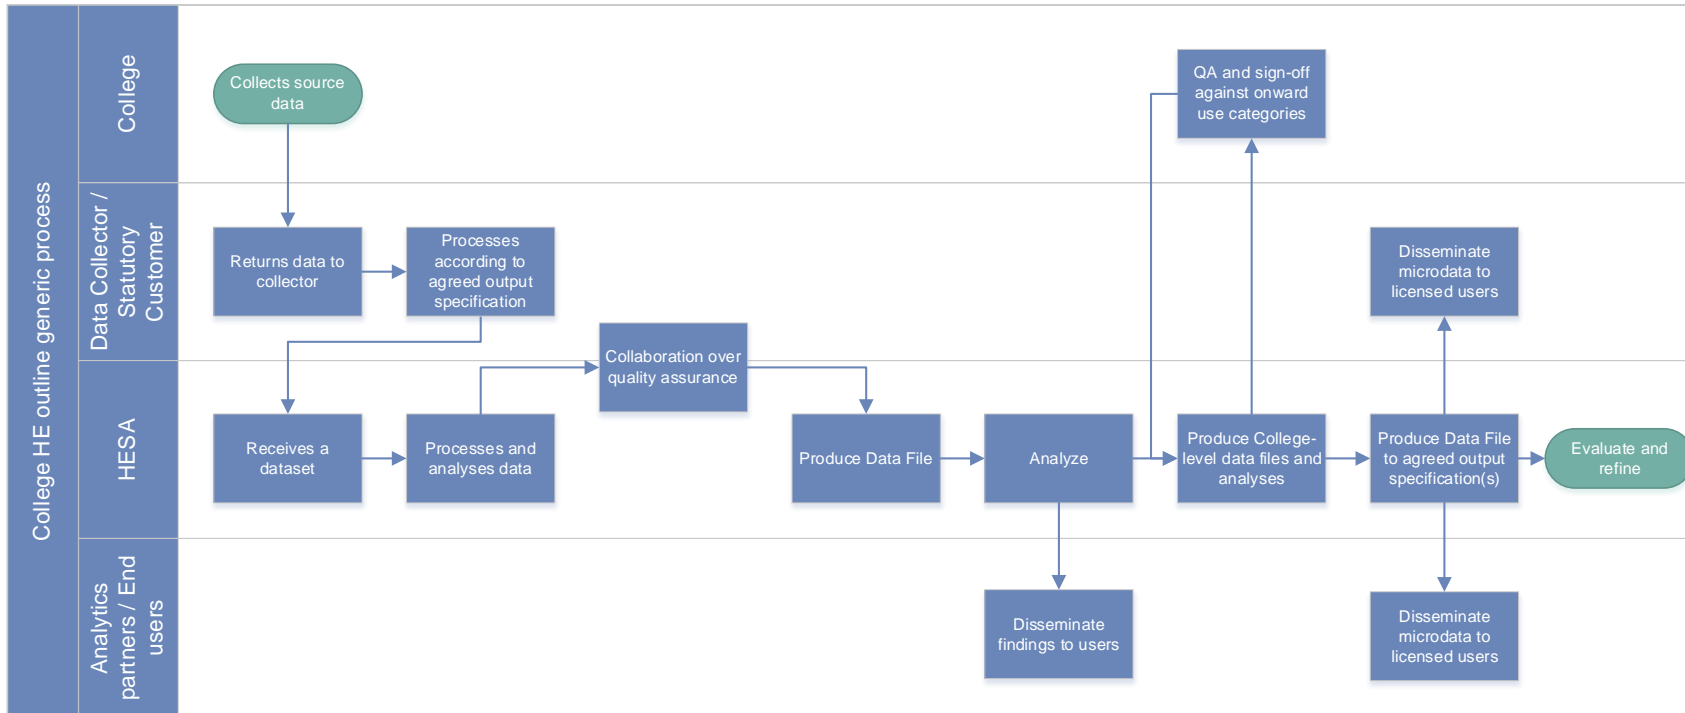 College HE outline generic process
College
Collects source
data
QA and sign-off
against onward
use categories
Data Collector /
Statutory
Customer
Returns data to
collector
Processes
according to
agreed output
specification
Disseminate
microdata to
licensed users
HESA
Collaboration over
quality assurance
Receives a
dataset
Processes and
analyses data
Produce Data File
Analyze
Produce College-
level data files and
analyses
Produce Data File
to agreed output
specification(s)
Evaluate and
refine
Analytics
partners / End
users
Disseminate
findings to users
Disseminate
microdata to
licensed users